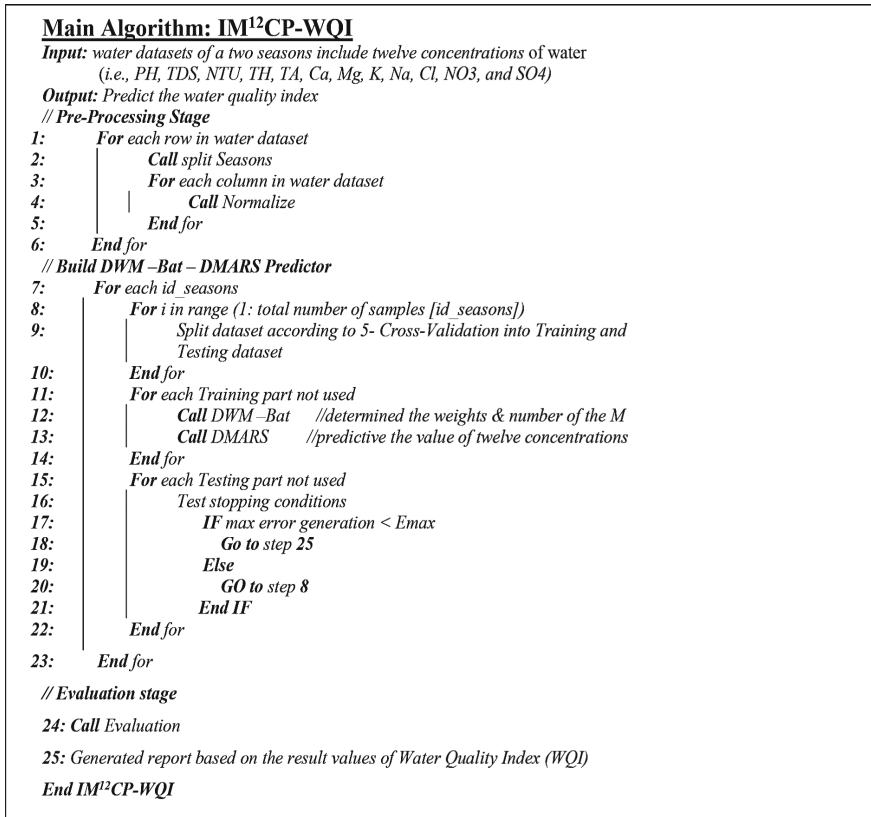 Main Algorithm: IM¹²CP-WQI
Input: water datasets of a two seasons include twelve concentrations of water
(i.e., PH, TDS, NTU, TH, TA, Ca, Mg, K, Na, Cl, NO3, and SO4)
Output: Predict the water quality index
// Pre-Processing Stage
1: For each row in water dataset
2: Call split Seasons
3: For each column in water dataset
4: Call Normalize
5: End for
6: End for
// Build DWM –Bat – DMARS Predictor
7: For each id_seasons
8: For i in range (1: total number of samples [id_seasons])
9: Split dataset according to 5- Cross-Validation into Training and
Testing dataset
10: End for
11: For each Training part not used
12: Call DWM –Bat //determined the weights & number of the M
13: Call DMARS //predictive the value of twelve concentrations
14: End for
15: For each Testing part not used
16: Test stopping conditions
17: IF max error generation < Emax
18: Go to step 25
19: Else
20: GO to step 8
21: End IF
22: End for
23: End for
// Evaluation stage
24: Call Evaluation
25: Generated report based on the result values of Water Quality Index (WQI)
End IM¹²CP-WQI